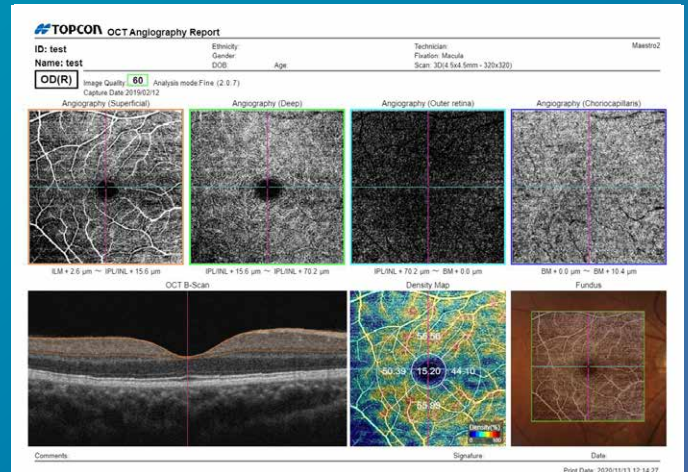 TOPCON OCT Angiography Report
ID: test
Ethnicity:
Technician:
Maestro2
Gender:
Fixation: Macula
Name: test
DOB:
Age:
Scan: 3D(4.5x4.5mm - 320x320)
OD(R)
Image Quality: 60
Analysis mode:Fine (2.0.7)
Capture Date:2019/02/12
Angiography (Superficial)
Angiography (Deep)
Angiography (Outer retina)
Angiography (Choriocapillaris)
ILM + 2.6 µm ～ IPL/INL + 15.6 µm
IPL/INL + 15.6 µm ～ IPL/INL + 70.2 µm
IPL/INL + 70.2 µm ～ BM + 0.0 µm
BM + 0.0 µm ～ BM + 10.4 µm
OCT B-Scan
Density Map
Fundus
50.39
15.20
44.10
Density(%)
0
100
Comments:
Signature:
Date:
Print Date: 2020/11/13 12:14:27